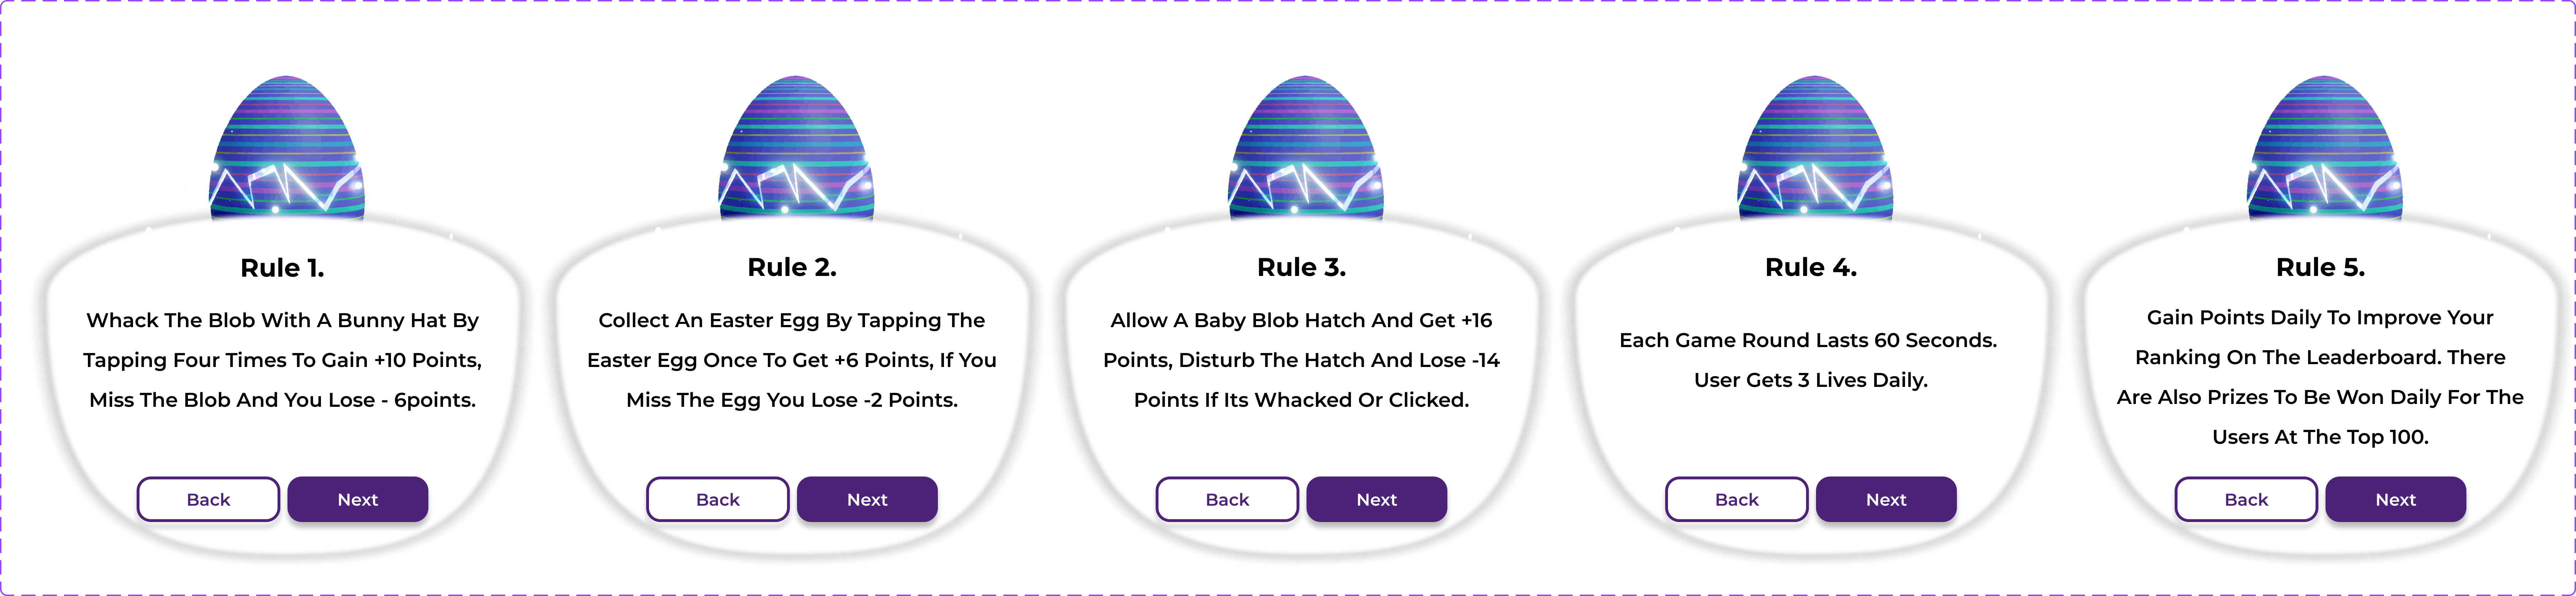 Rule 1.
Whack The Blob With A Bunny Hat By
Tapping Four Times To Gain +10 Points,
Miss The Blob And You Lose - 6points.
Back
Next
Rule 2.
Collect An Easter Egg By Tapping The
Easter Egg Once To Get +6 Points, If You
Miss The Egg You Lose -2 Points.
Back
Next
Rule 3.
Allow A Baby Blob Hatch And Get +16
Points, Disturb The Hatch And Lose -14
Points If Its Whacked Or Clicked.
Back
Next
Rule 4.
Each Game Round Lasts 60 Seconds.
User Gets 3 Lives Daily.
Back
Next
Rule 5.
Gain Points Daily To Improve Your
Ranking On The Leaderboard. There
Are Also Prizes To Be Won Daily For The
Users At The Top 100.
Back
Next